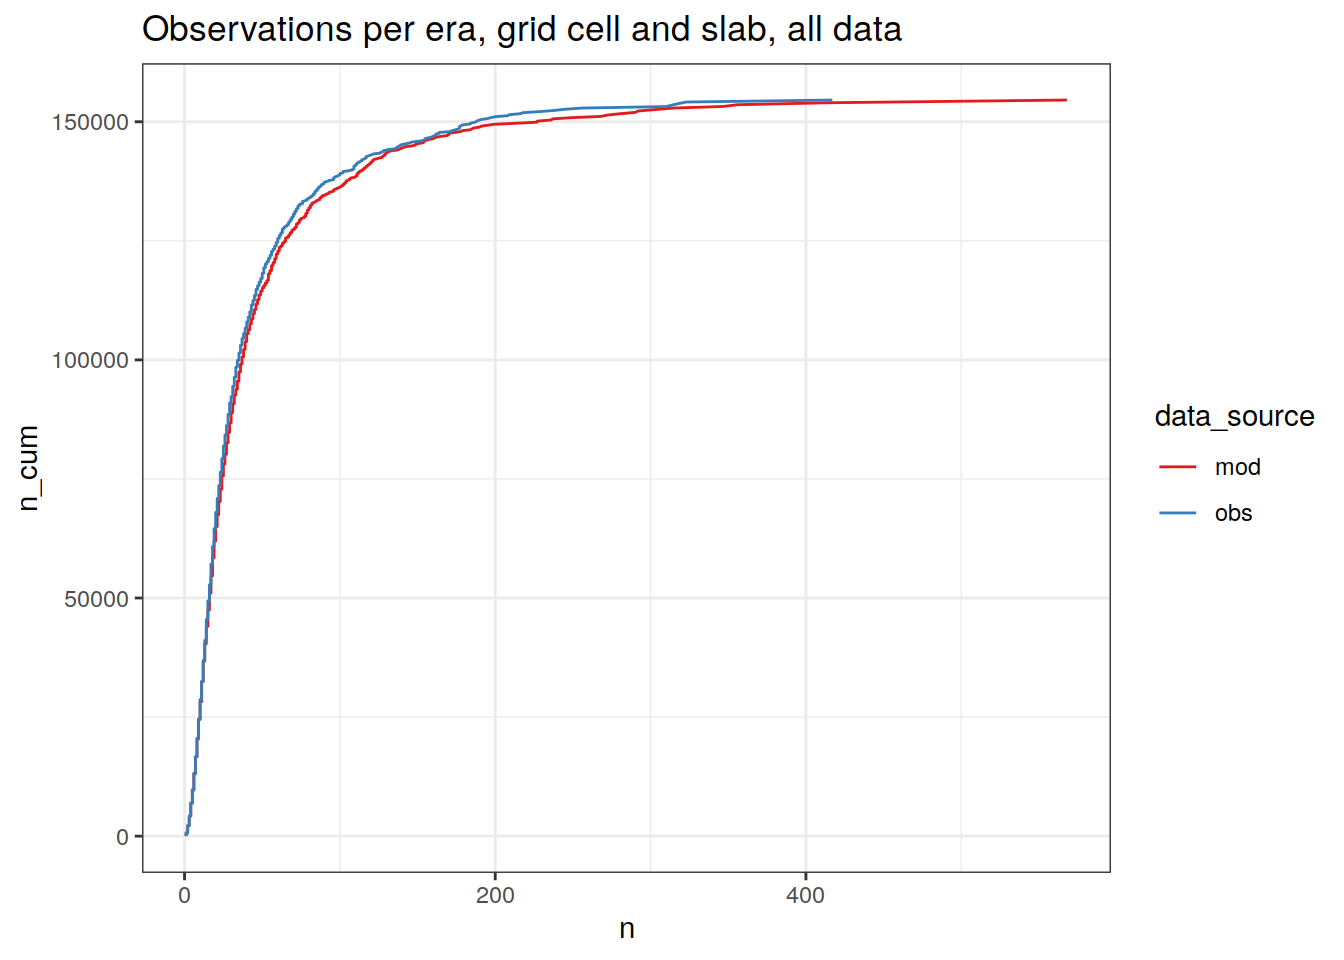 Observations per era, grid cell and slab, all data
150000
100000
50000
0
n_cum
0
200
400
n
data_source
mod
obs